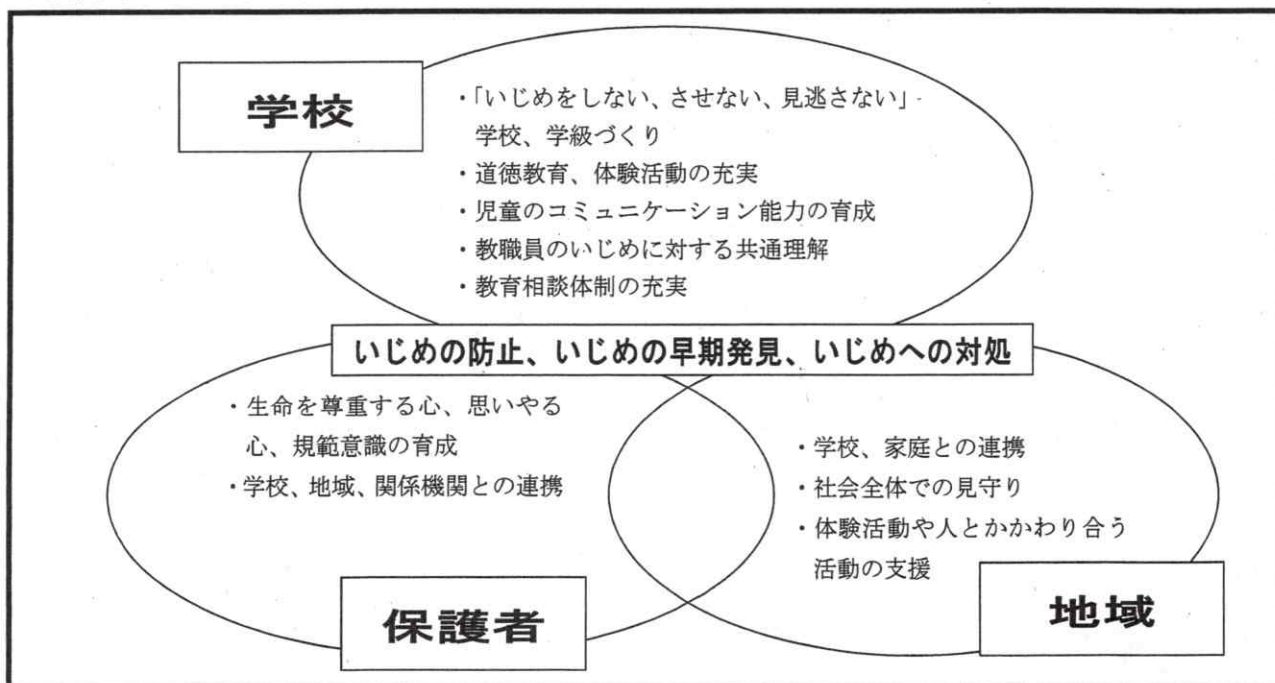 学校
・「いじめをしない、させない、見逃さない」
学校、学級づくり
・道徳教育、体験活動の充実
・児童のコミュニケーション能力の育成
・教職員のいじめに対する共通理解
・教育相談体制の充実
いじめの防止、いじめの早期発見、いじめへの対処
・生命を尊重する心、思いやる
心、規範意識の育成
・学校、地域、関係機関との連携
保護者
・学校、家庭との連携
・社会全体での見守り
・体験活動や人とかかわり合う
活動の支援
地域